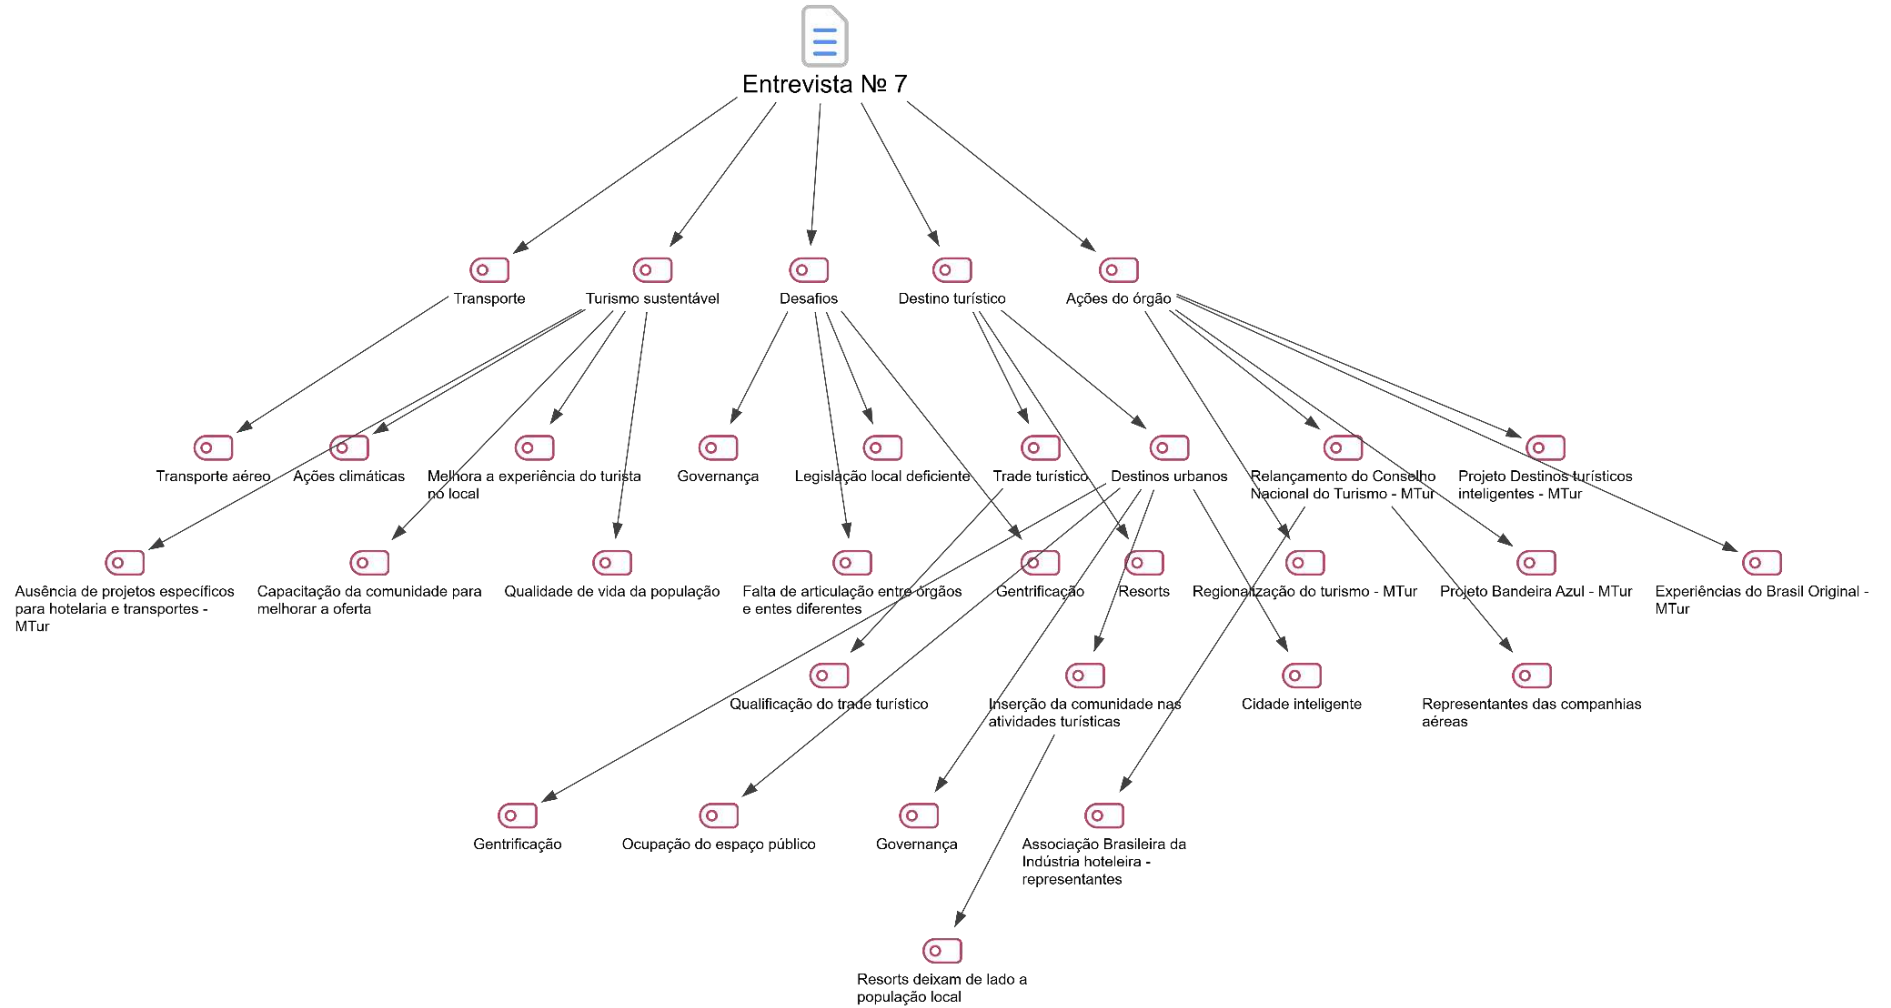 Entrevista № 7
Transporte
Turismo sustentável
Desafios
Destino turístico
Ações do órgão
Transporte aéreo
Ações climáticas
Melhora a experiência do turista
no local
Governança
Legislação local deficiente
Trade turístico
Destinos urbanos
Relançamento do Conselho
Nacional do Turismo - MTur
Projeto Destinos turísticos
inteligentes - MTur
Ausência de projetos específicos
para hotelaria e transportes -
MTur
Capacitação da comunidade para
melhorar a oferta
Qualidade de vida da população
Falta de articulação entre órgãos
e entes diferentes
Gentrificação
Resorts
Regionalização do turismo - MTur
Projeto Bandeira Azul - MTur
Experiências do Brasil Original -
MTur
Qualificação do trade turístico
Inserção da comunidade nas
atividades turísticas
Cidade inteligente
Representantes das companhias
aéreas
Gentrificação
Ocupação do espaço público
Governança
Associação Brasileira da
Indústria hoteleira -
representantes
Resorts deixam de lado a
população local